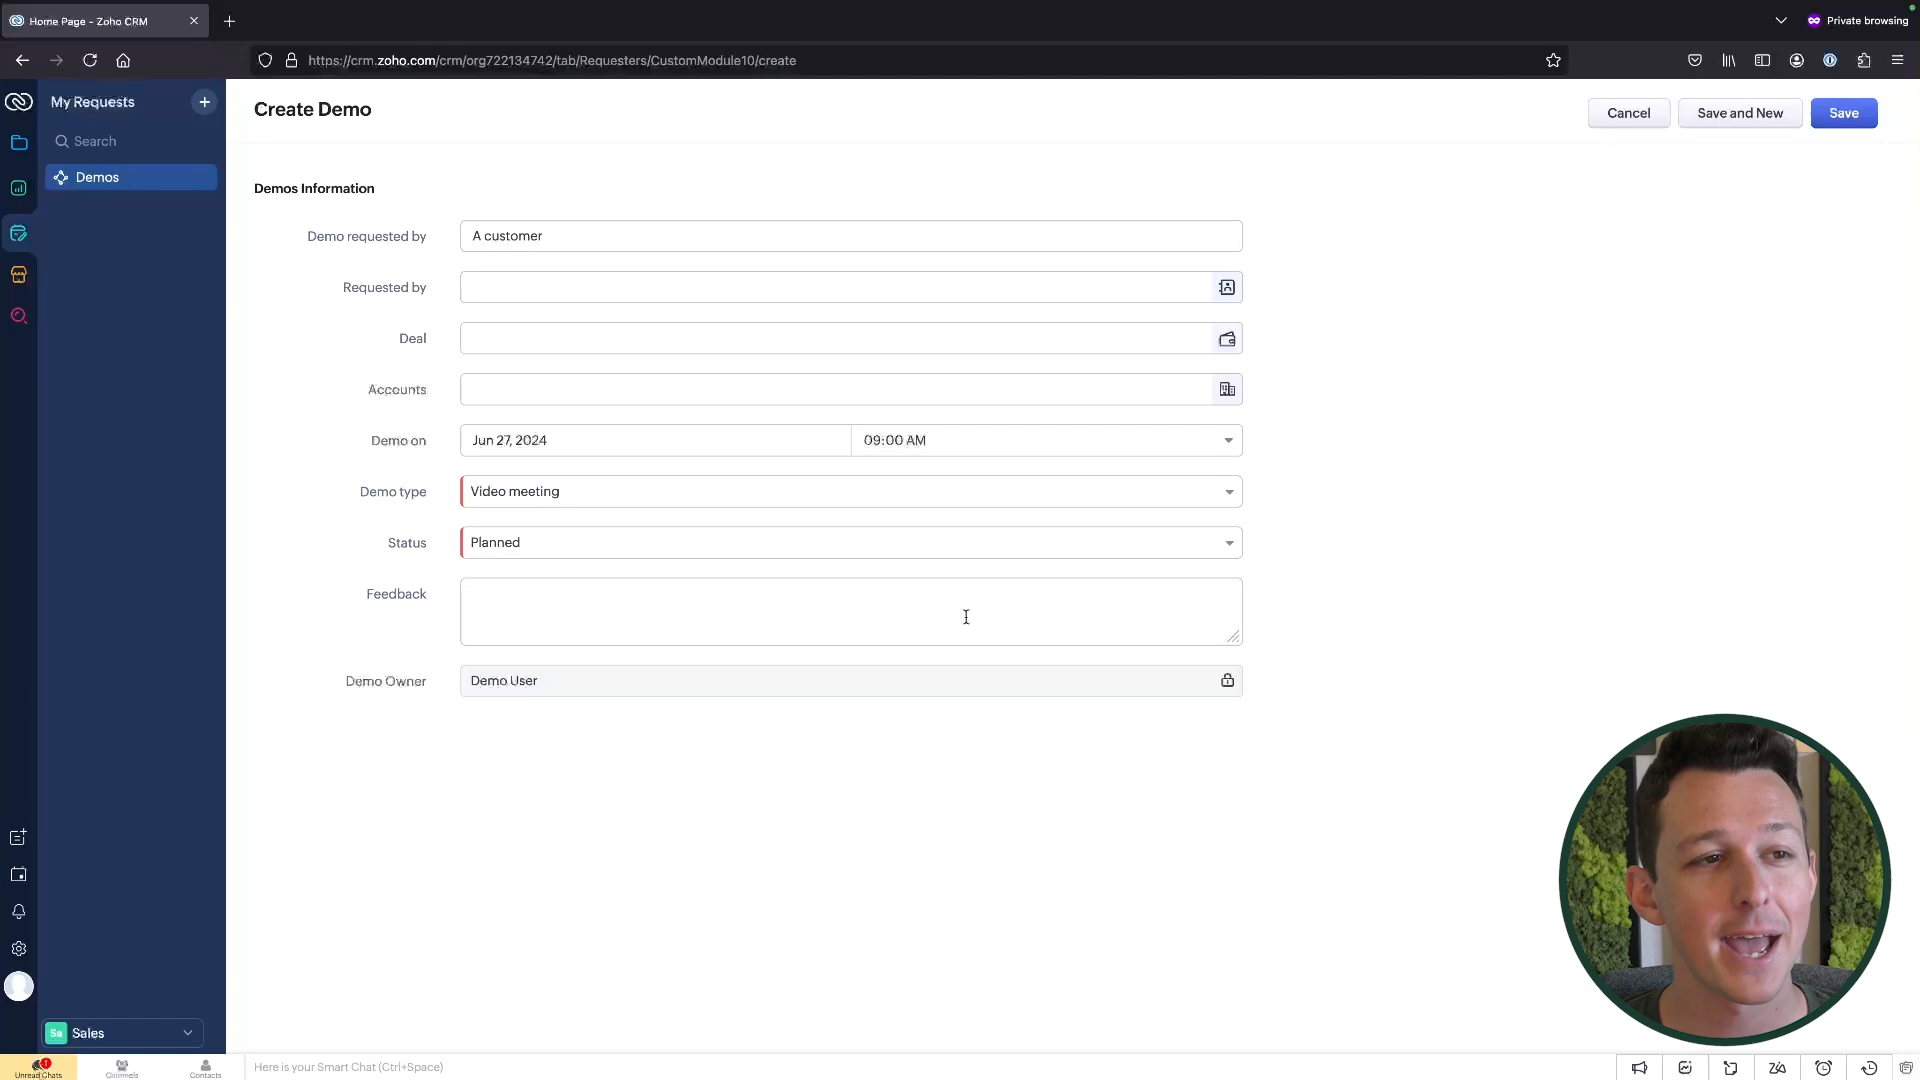 Home Page - Zoho CRM
Private browsing
https://crm.zoho.com/crm/org722134742/tab/Requesters/CustomModule10/create
My Requests
Search
Demos
Create Demo
Cancel
Save and New
Save
Demos Information
Demo requested by
A customer
Requested by
Deal
Accounts
Demo on
Jun 27, 2024
09:00 AM
Demo type
Video meeting
Status
Planned
Feedback
Demo Owner
Demo User
Sa
Sales
Unread Chats
Channels
Contacts
Here is your Smart Chat (Ctrl+Space)